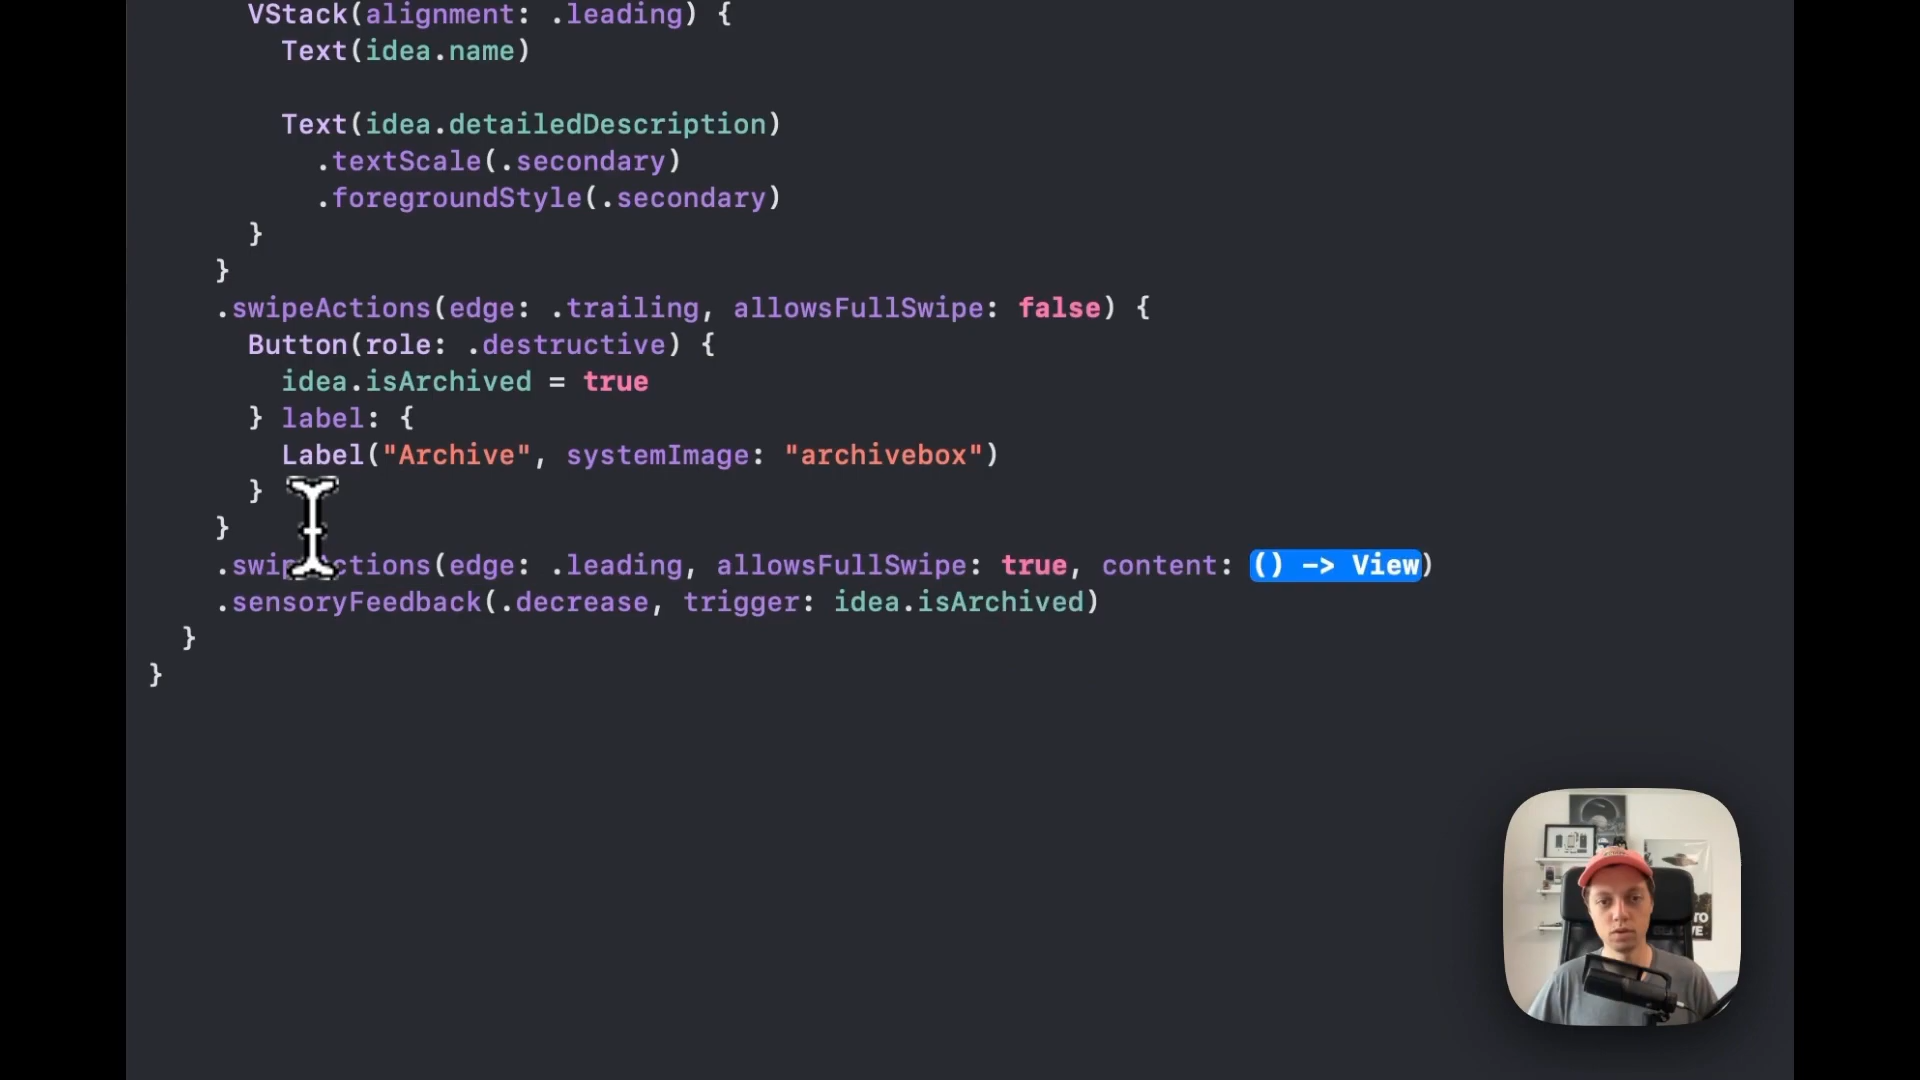 VStack(alignment: .leading) {
Text(idea.name)
Text(idea.detailedDescription)
.textScale(.secondary)
.foregroundStyle(.secondary)
}
}
.swipeActions(edge: .trailing, allowsFullSwipe: false) {
Button(role: .destructive) {
idea.isArchived = true
} label: {
Label("Archive", systemImage: "archivebox")
}
}
.swipeActions(edge: .leading, allowsFullSwipe: true, content: () -> View)
.sensoryFeedback(.decrease, trigger: idea.isArchived)
}
}